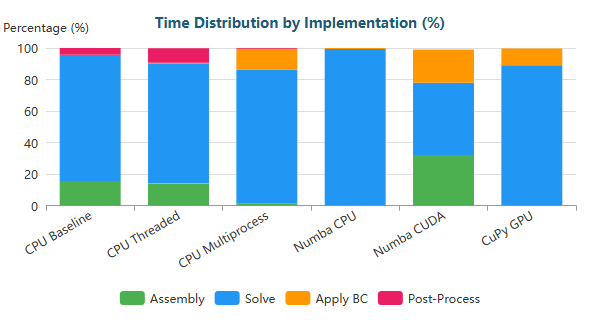 Time Distribution by Implementation (%)
Percentage (%)
100
80
60
40
20
0
CPU Baseline
CPU Threaded
CPU Multiprocess
Numba CPU
Numba CUDA
CuPy GPU
Assembly Solve Apply BC Post-Process